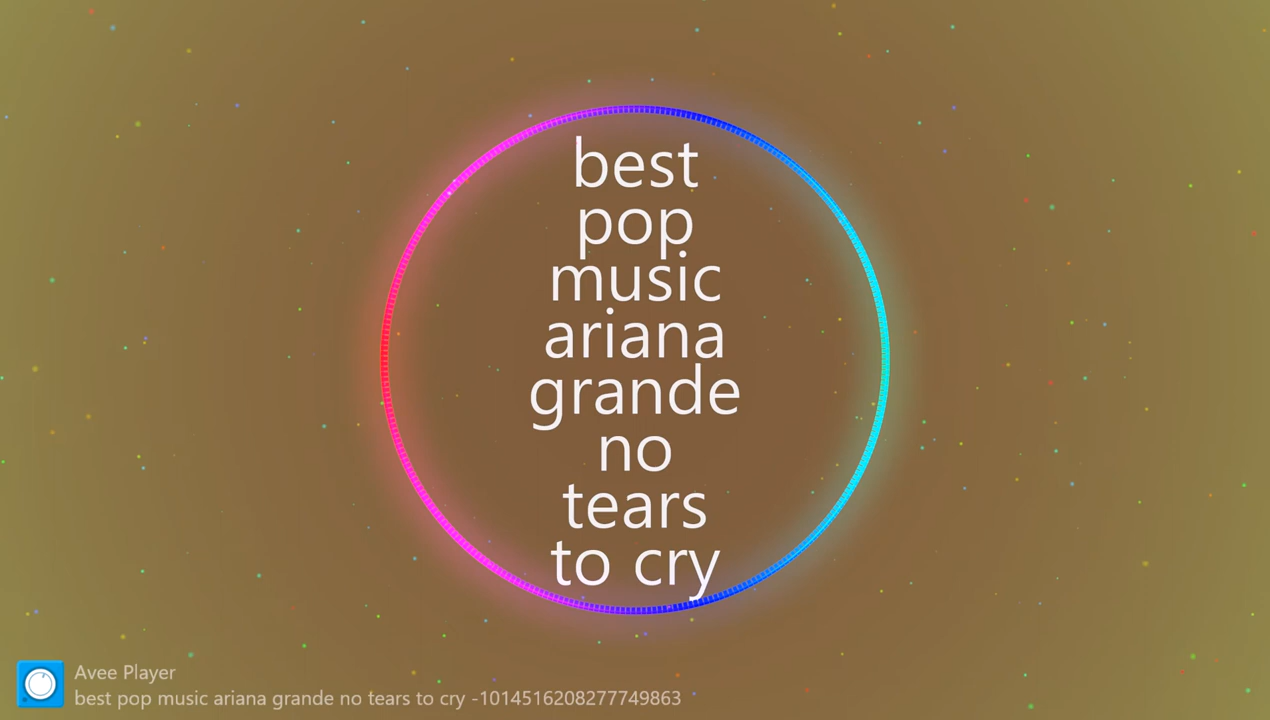 best
pop
music
ariana
grande
no
tears
to cry
Avee Player
best pop music ariana grande no tears to cry -1014516208277749863